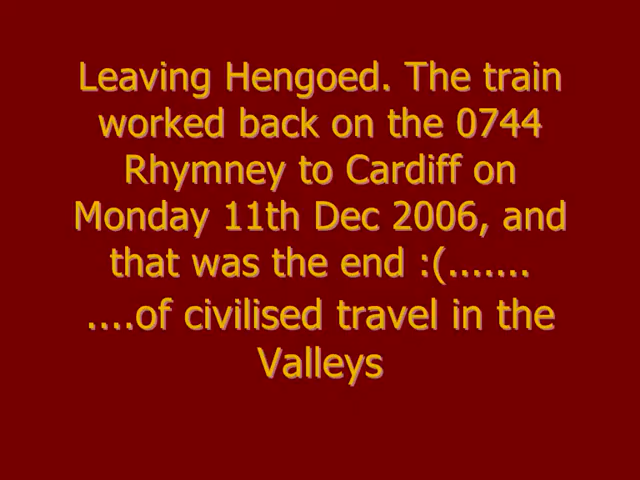 Leaving Hengoed. The train
worked back on the 0744
Rhymney to Cardiff on
Monday 11th Dec 2006, and
that was the end :(.......
....of civilised travel in the
Valleys